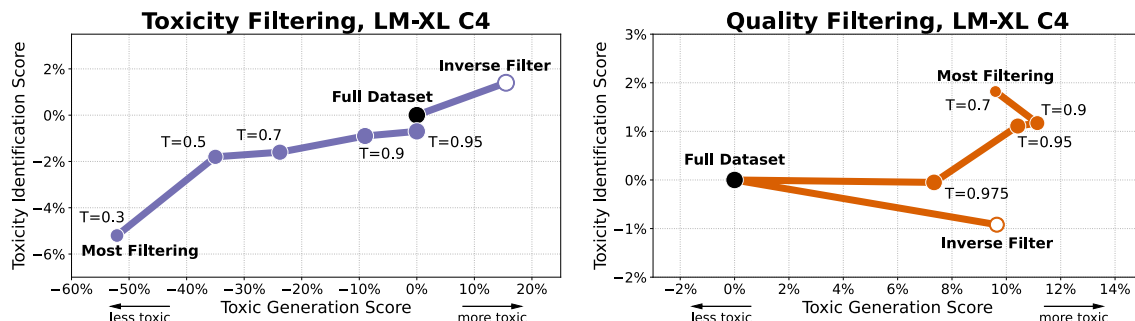 Toxicity Filtering, LM-XL C4
Toxicity Identification Score
2%
0%
−2%
−4%
−6%
Inverse Filter
Full Dataset
T=0.5
T=0.7
T=0.9
T=0.95
T=0.3
Most Filtering
−60%
−50%
−40%
−30%
−20%
−10%
0%
10%
20%
Toxic Generation Score
less toxic
more toxic
Quality Filtering, LM-XL C4
Toxicity Identification Score
3%
2%
1%
0%
−1%
−2%
Most Filtering
T=0.7
T=0.9
T=0.95
Full Dataset
T=0.975
Inverse Filter
−2%
0%
2%
4%
6%
8%
10%
12%
14%
Toxic Generation Score
less toxic
more toxic